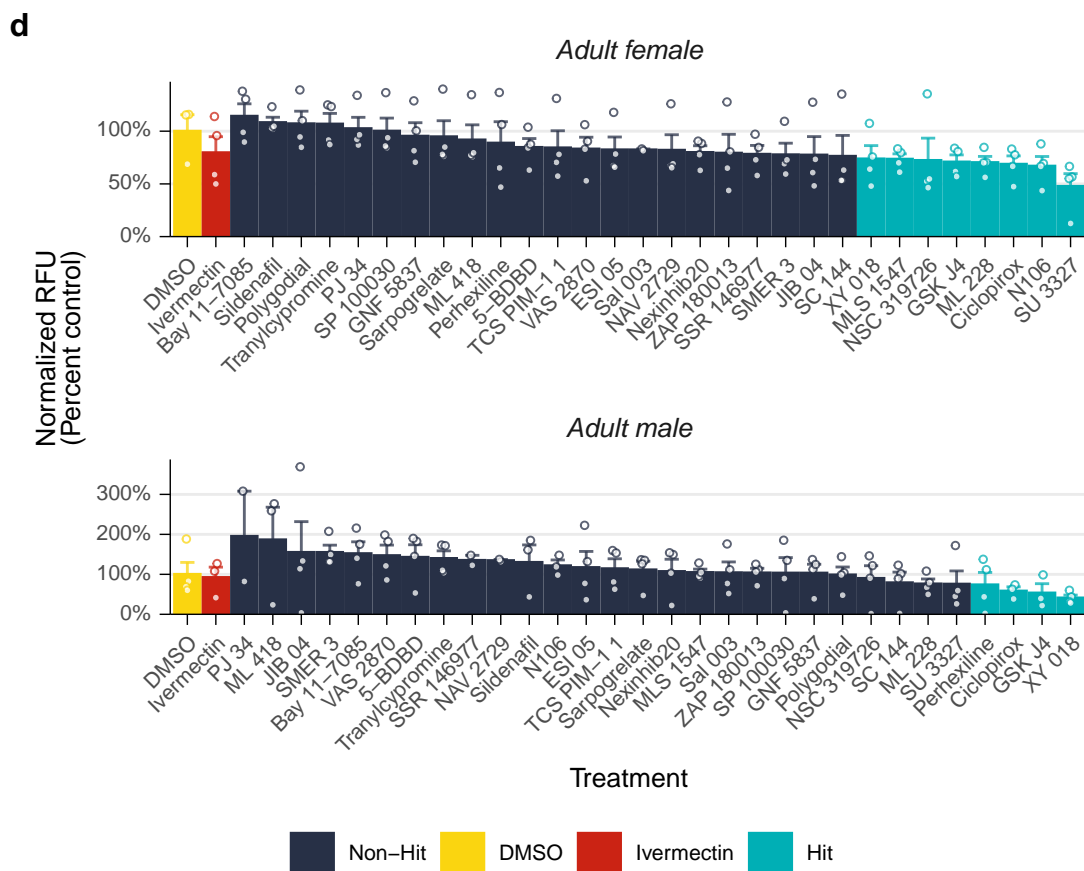 d
Adult female
100%
50%
0%
DMSO
Ivermectin
Bay 11−7085
Sildenafil
Polygodial
Tranylcypromine
PJ 34
SP 100030
GNF 5837
Sarpogrelate
ML 418
Perhexiline
5−BDBD
TCS PIM−1 1
VAS 2870
ESI 05
Sal 003
NAV 2729
Nexinhib20
ZAP 180013
SSR 146977
SMER 3
JIB 04
SC 144
XY 018
MLS 1547
NSC 319726
GSK J4
ML 228
Ciclopirox
N106
SU 3327
Normalized RFU
(Percent control)
Adult male
300%
200%
100%
0%
DMSO
Ivermectin
PJ 34
ML 418
JIB 04
SMER 3
Bay 11−7085
VAS 2870
5−BDBD
Tranylcypromine
SSR 146977
NAV 2729
Sildenafil
N106
ESI 05
TCS PIM−1 1
Sarpogrelate
Nexinhib20
MLS 1547
Sal 003
ZAP 180013
SP 100030
GNF 5837
Polygodial
NSC 319726
SC 144
ML 228
SU 3327
Perhexiline
Ciclopirox
GSK J4
XY 018
Treatment
Non−Hit
DMSO
Ivermectin
Hit